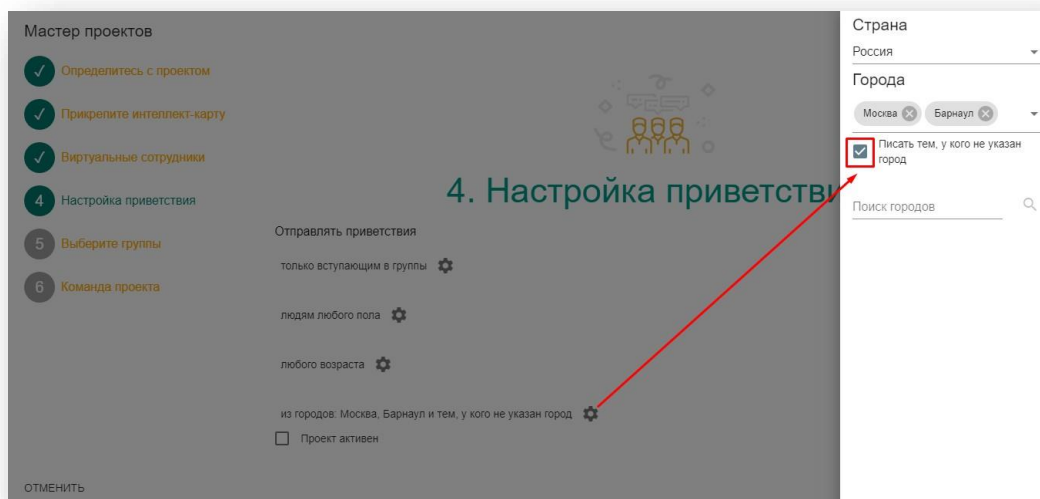 Мастер проектов
Определитесь с проектом
Прикрепите интеллект-карту
Виртуальные сотрудники
4 Настройка приветствия
5 Выберите группы
6 Команда проекта
ОТМЕНИТЬ
4. Настройка приветстви
Отправлять приветствия
только вступающим в группы
людям любого пола
любого возраста
из городов: Москва, Барнаул и тем, у кого не указан город
Проект активен
Страна
Россия
Города
Москва Барнаул
Писать тем, у кого не указан
город
Поиск городов